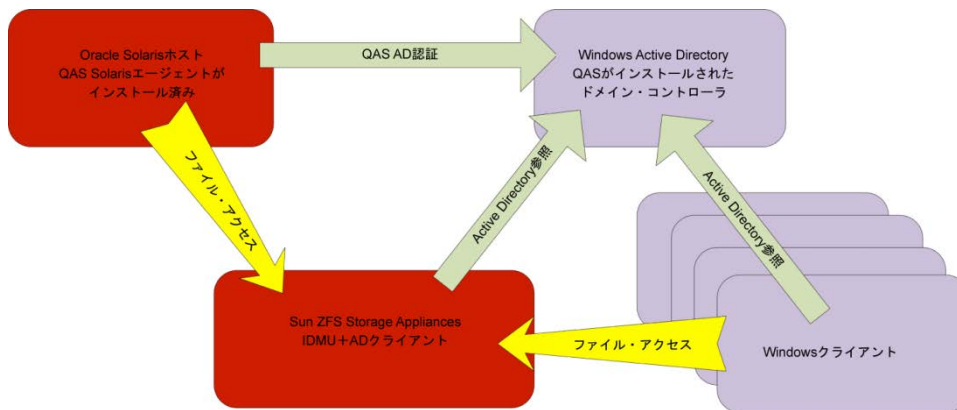 Oracle Solarisホスト
QAS Solarisエージェントが
インストール済み
QAS AD認証
Windows Active Directory
QASがインストールされた
ドメイン・コントローラ
ファイル・アクセス
Active Directory参照
Active Directory参照
Sun ZFS Storage Appliances
IDMU＋ADクライアント
ファイル・アクセス
Windowsクライアント